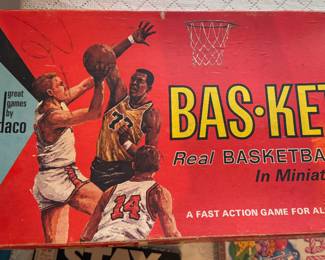 great
games
by
daco
BAS·KET
Real BASKETBA
In Miniat
A FAST ACTION GAME FOR AL
14